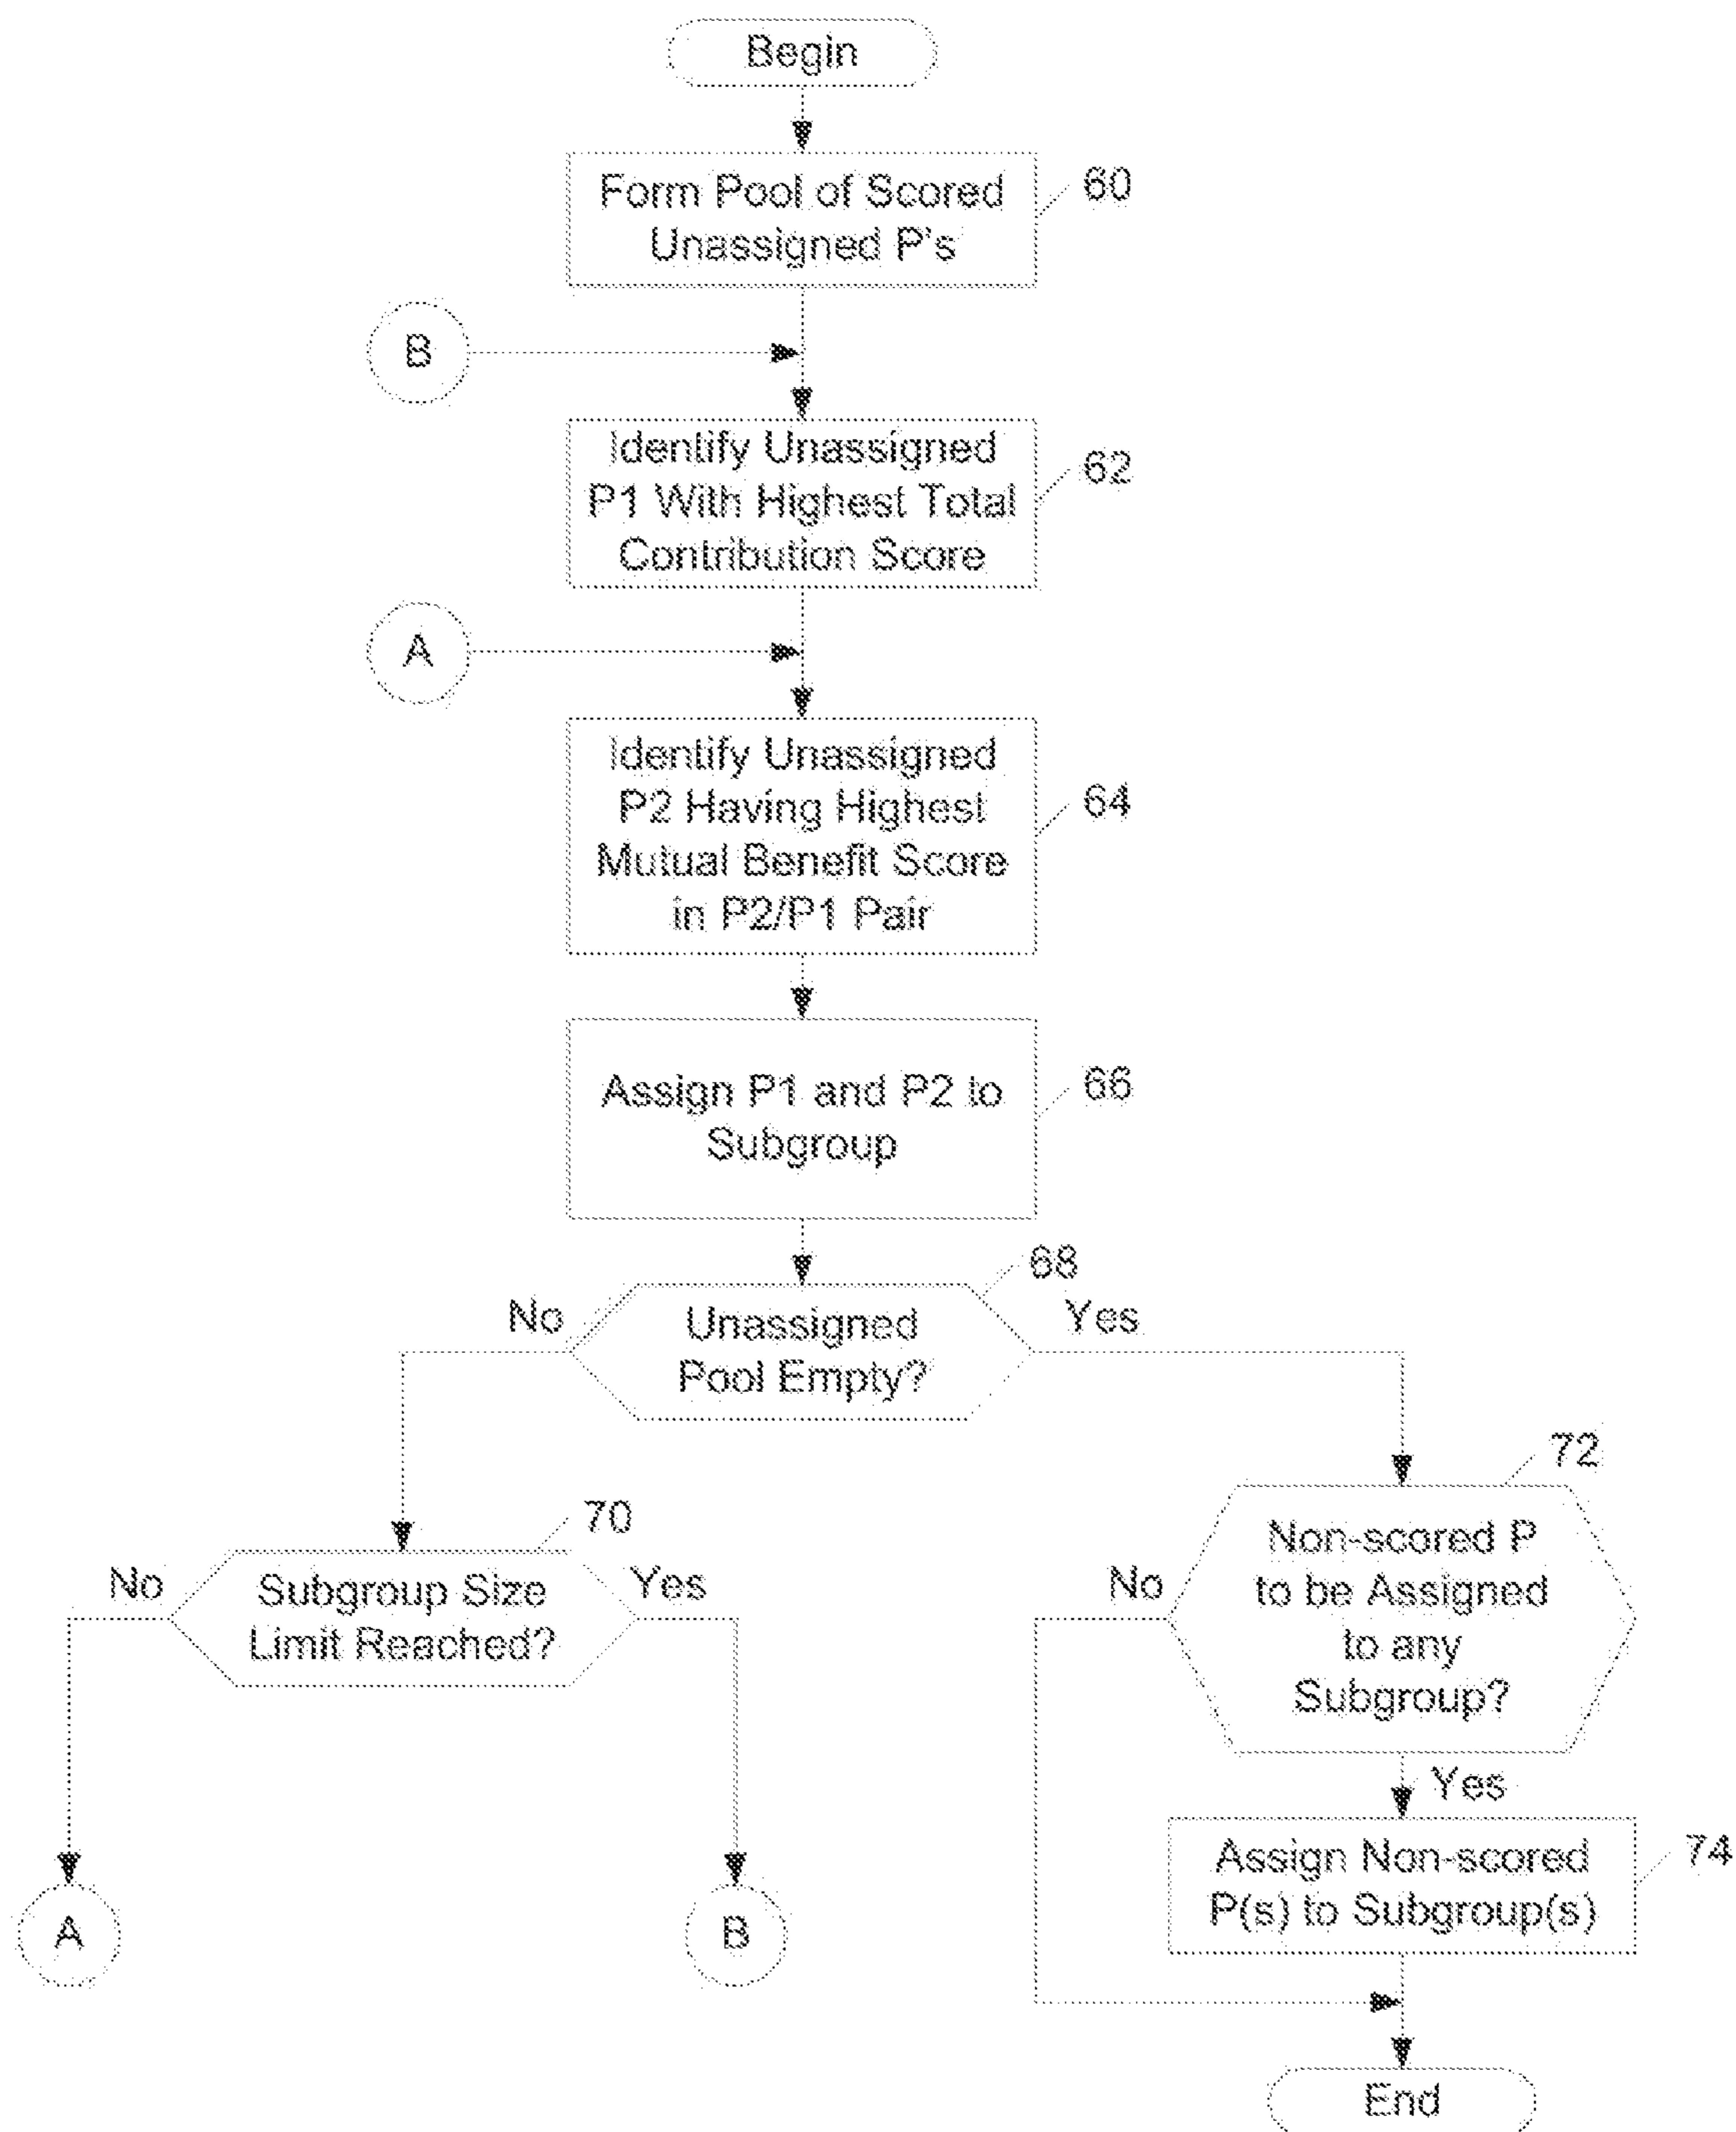 Begin
Form Pool of Scored
Unassigned P's
60
B
Identify Unassigned
P1 With Highest Total
Contribution Score
62
A
Identify Unassigned
P2 Having Highest
Mutual Benefit Score
in P2/P1 Pair
64
Assign P1 and P2 to
Subgroup
66
68
No
Unassigned
Pool Empty?
Yes
70
No
Subgroup Size
Limit Reached?
Yes
72
No
Non-scored P
to be Assigned
to any
Subgroup?
Yes
Assign Non-scored
P(s) to Subgroup(s)
74
A
B
End